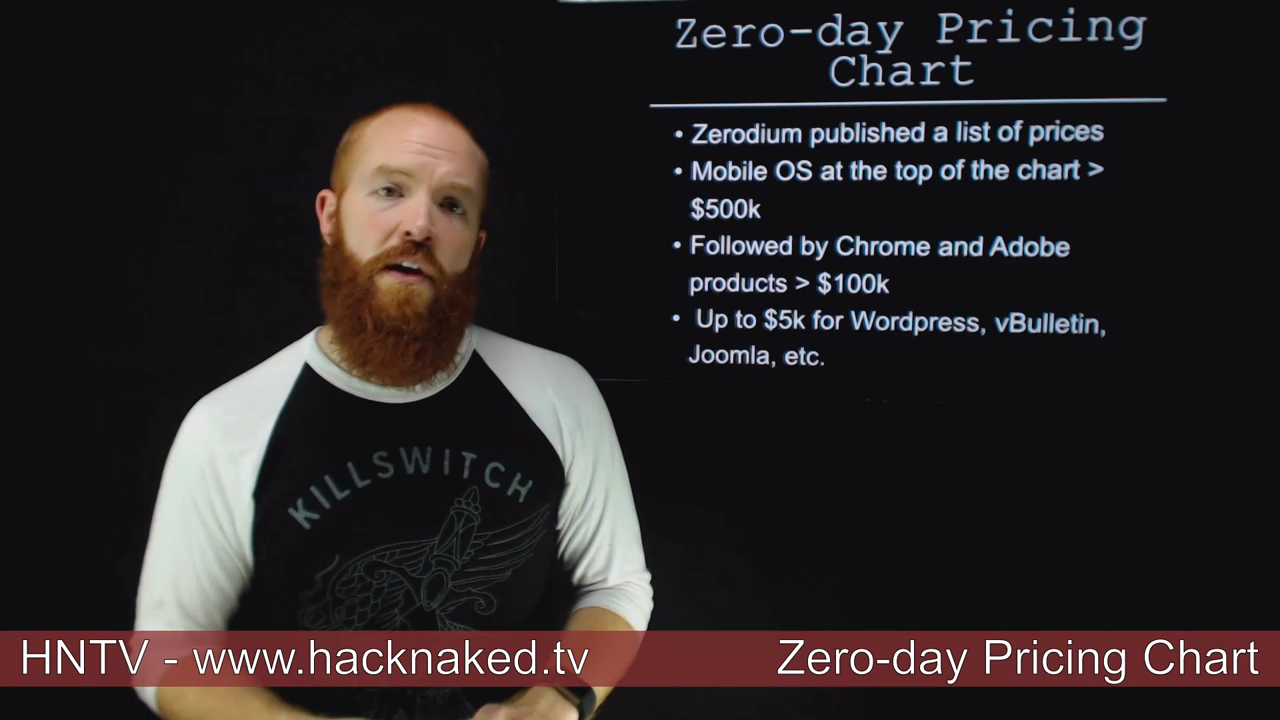 Zero-day Pricing
Chart
• Zerodium published a list of prices
• Mobile OS at the top of the chart >
$500k
• Followed by Chrome and Adobe
products > $100k
• Up to $5k for Wordpress, vBulletin,
Joomla, etc.
KILLSWITCH
HNTV - www.hacknaked.tv
Zero-day Pricing Chart